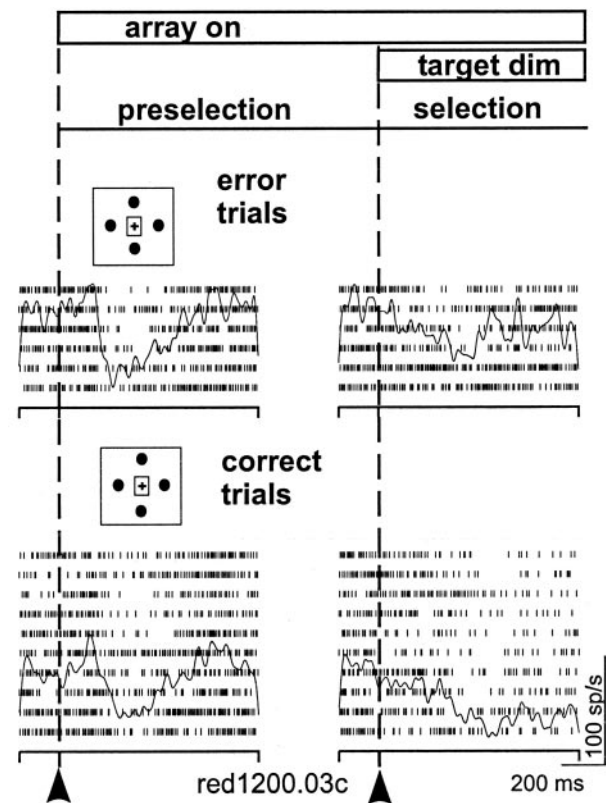 array on
target dim
preselection selection
error
trials
correct
trials
100 sp/s
red1200.03c
200 ms